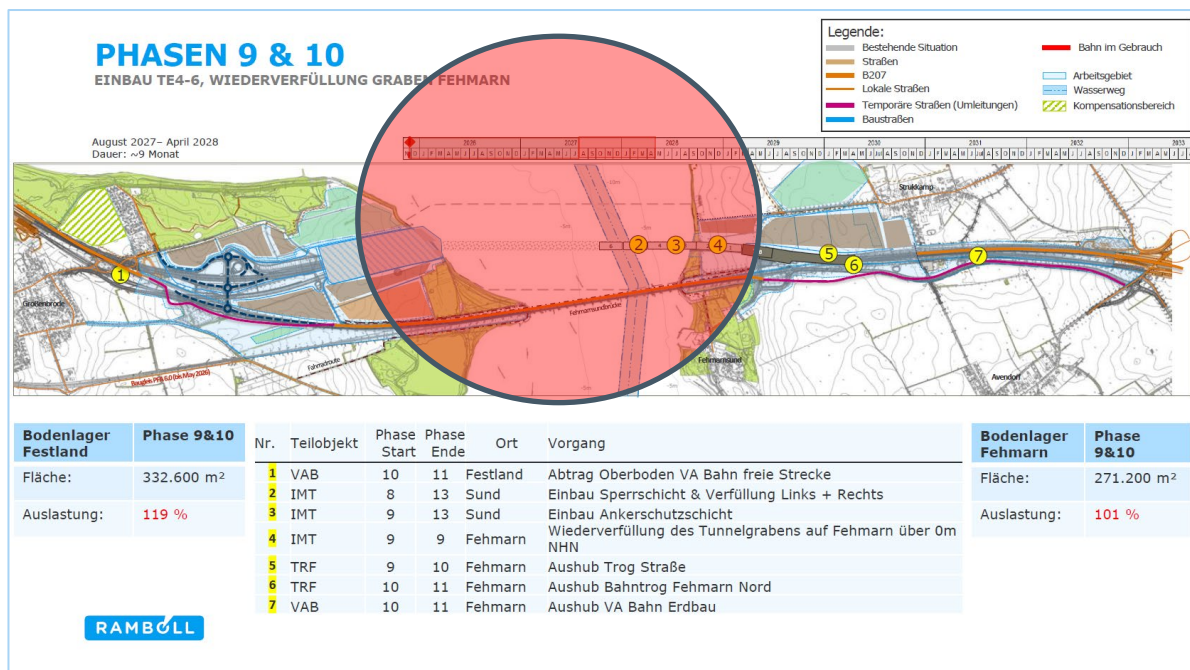 PHASEN 9 & 10
EINBAU TE4-6, WIEDERVERFÜLLUNG GRABEN FEHMARN
August 2027– April 2028
Dauer: ~9 Monat
Legende:
Bestehende Situation
Straßen
B207
Lokale Straßen
Temporäre Straßen (Umleitungen)
Baustraßen
Bahn im Gebrauch
Arbeitsgebiet
Wasserweg
Kompensationsbereich
2026 2027 2028 2029 2030 2031 2032 2033
Strukkamp
1
2
3
4
5
6
7
Großenbrode
Fehmarnsundbrücke
Fehmarnsund
Avendorf
Bodenlager Festland
Phase 9&10
Fläche:
332.600 m²
Auslastung:
119 %
Nr. Teilobjekt Phase Start Phase Ende Ort Vorgang
1 VAB 10 11 Festland Abtrag Oberboden VA Bahn freie Strecke
2 IMT 8 13 Sund Einbau Sperrschicht & Verfüllung Links + Rechts
3 IMT 9 13 Sund Einbau Ankerschutzschicht
4 IMT 9 9 Fehmarn Wiederverfüllung des Tunnelgrabens auf Fehmarn über 0m
NHN
5 TRF 9 10 Fehmarn Aushub Trog Straße
6 TRF 10 11 Fehmarn Aushub Bahntrog Fehmarn Nord
7 VAB 10 11 Fehmarn Aushub VA Bahn Erdbau
Bodenlager Fehmarn
Phase 9&10
Fläche:
271.200 m²
Auslastung:
101 %
RAMBOLL